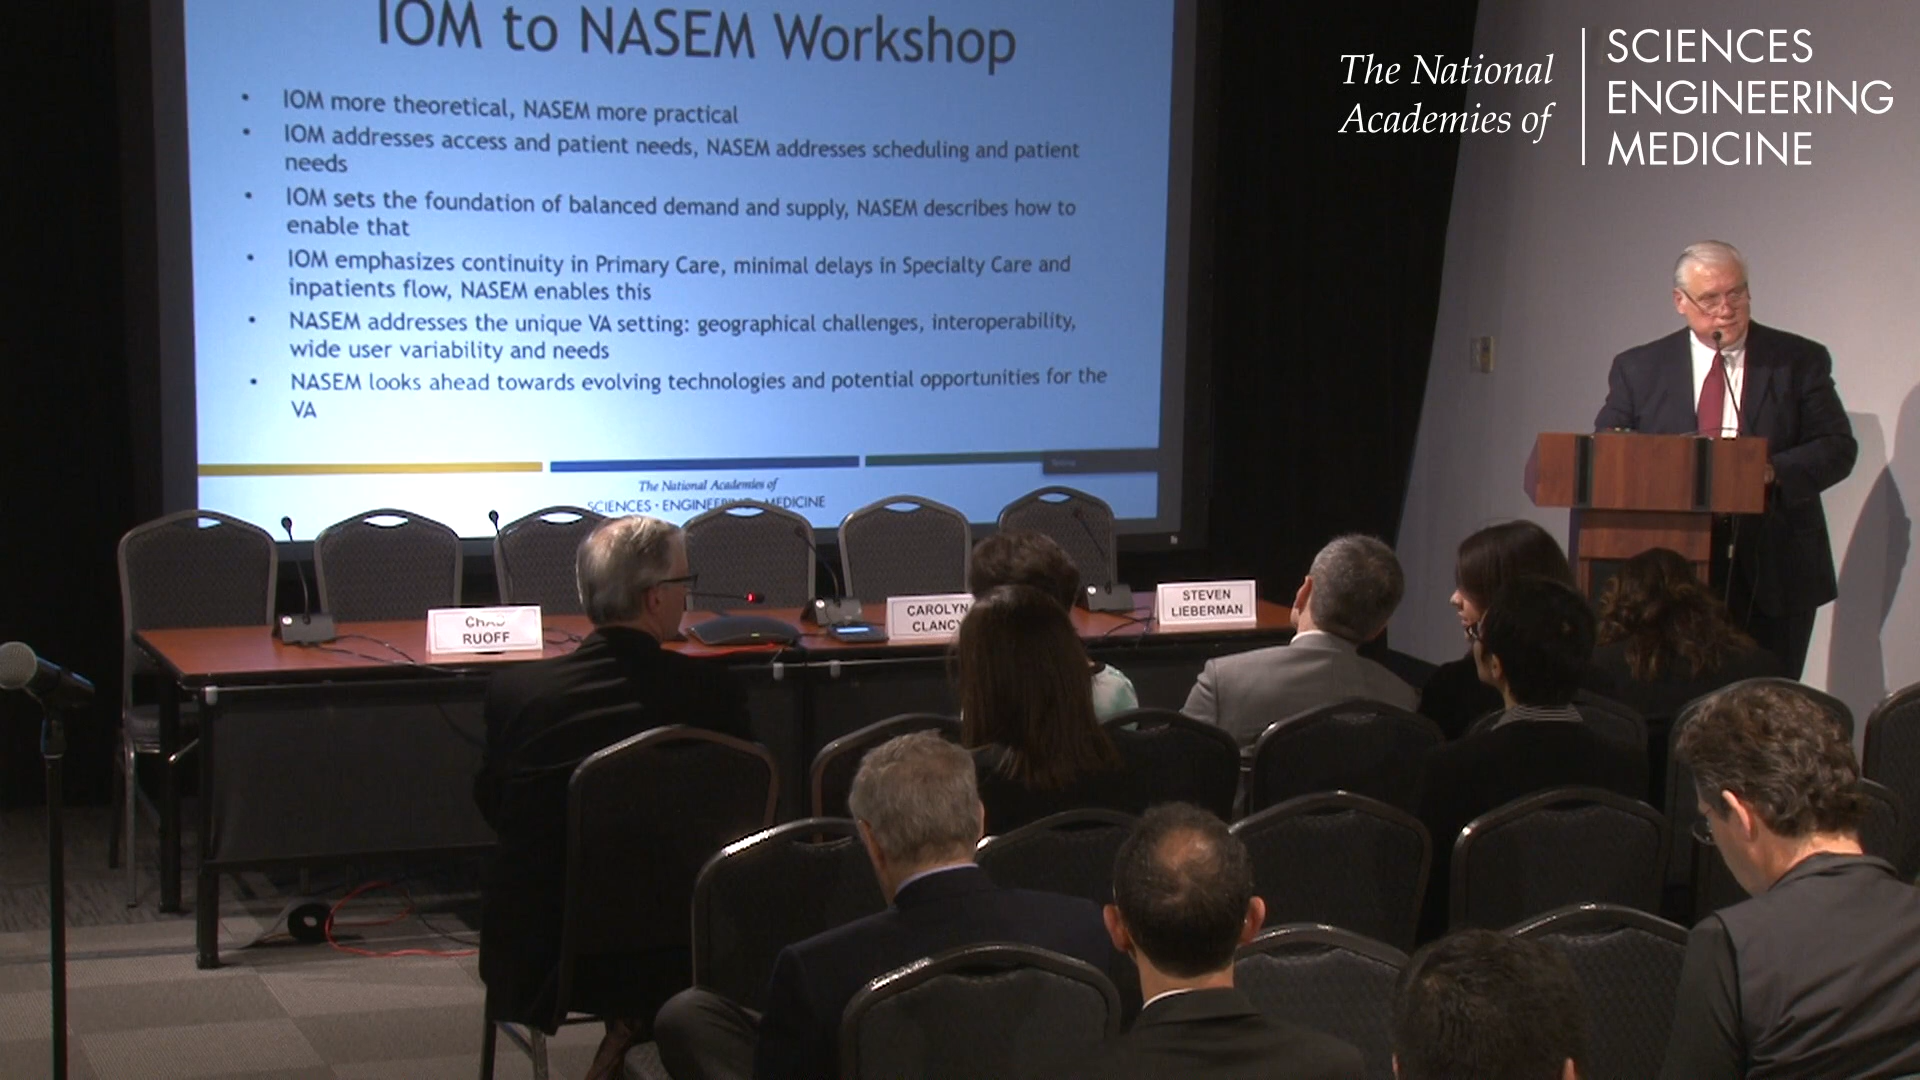 IOM to NASEM Workshop
• IOM more theoretical, NASEM more practical
• IOM addresses access and patient needs, NASEM addresses scheduling and patient
needs
• IOM sets the foundation of balanced demand and supply, NASEM describes how to
enable that
• IOM emphasizes continuity in Primary Care, minimal delays in Specialty Care and
inpatients flow, NASEM enables this
• NASEM addresses the unique VA setting: geographical challenges, interoperability,
wide user variability and needs
• NASEM looks ahead towards evolving technologies and potential opportunities for the
VA
The National Academies of
SCIENCES · ENGINEERING · MEDICINE
The National
Academies of
SCIENCES
ENGINEERING
MEDICINE
CHAD
RUOFF
CAROLYN
CLANCY
STEVEN
LIEBERMAN